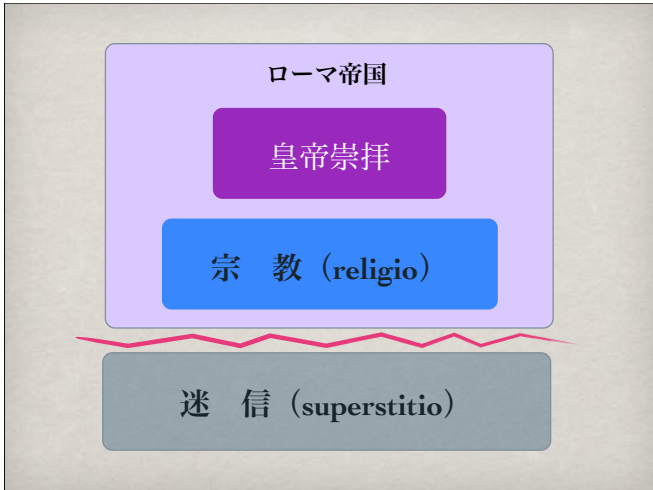 ローマ帝国
皇帝崇拝
宗　教（religio）
迷　信（superstitio）